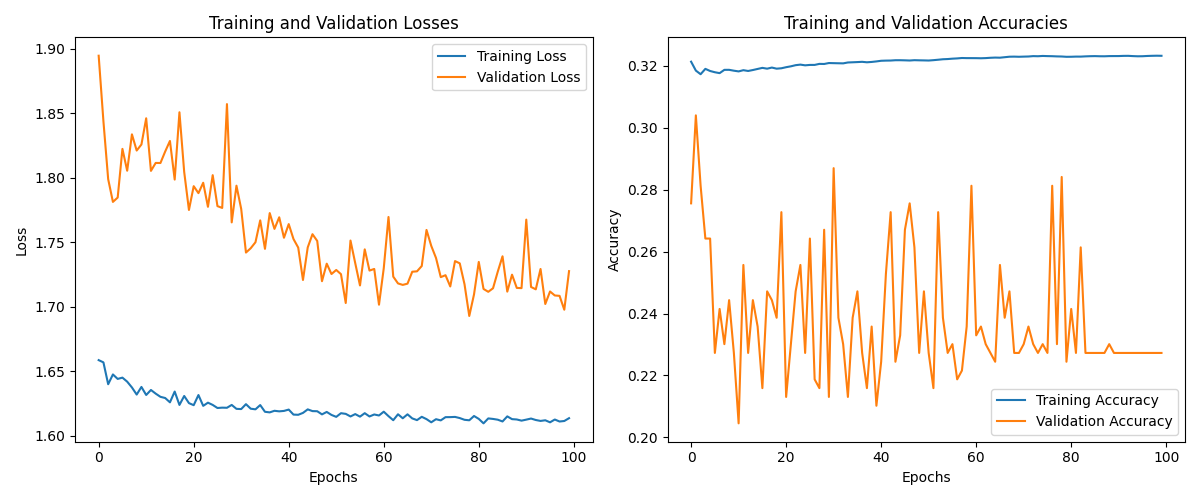 Training and Validation Losses
Training Loss
Validation Loss
1.90
1.85
1.80
1.75
1.70
1.65
1.60
Loss
0
20
40
60
80
100
Epochs
Training and Validation Accuracies
0.32
0.30
0.28
0.26
0.24
0.22
0.20
Accuracy
Training Accuracy
Validation Accuracy
0
20
40
60
80
100
Epochs